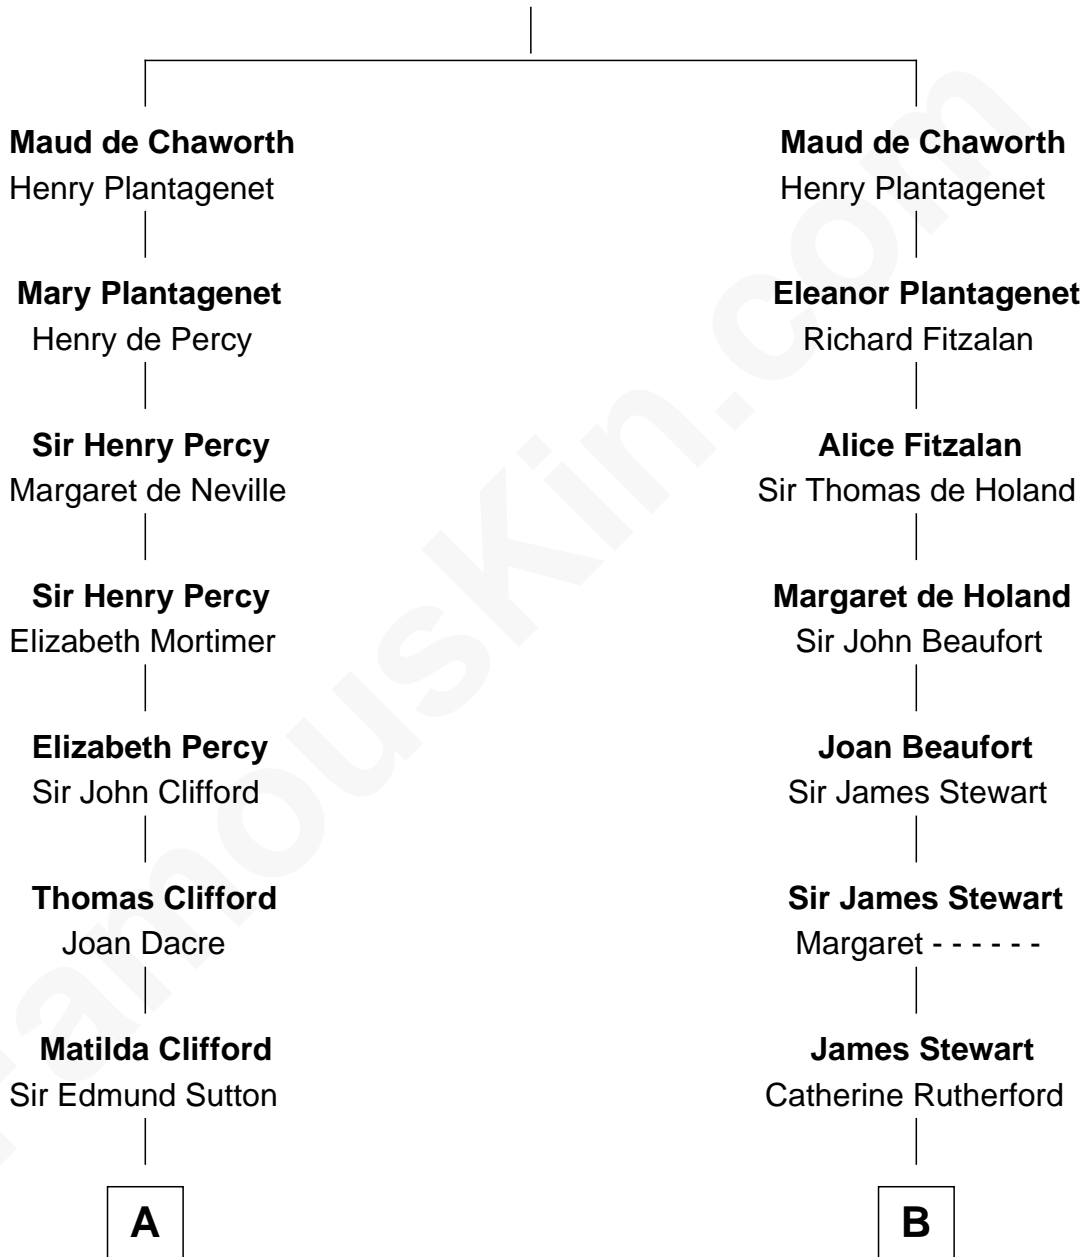 Maud de Chaworth
Henry Plantagenet
Mary Plantagenet
Henry de Percy
Sir Henry Percy
Margaret de Neville
Sir Henry Percy
Elizabeth Mortimer
Elizabeth Percy
Sir John Clifford
Thomas Clifford
Joan Dacre
Matilda Clifford
Sir Edmund Sutton
A
Maud de Chaworth
Henry Plantagenet
Eleanor Plantagenet
Richard Fitzalan
Alice Fitzalan
Sir Thomas de Holand
Margaret de Holand
Sir John Beaufort
Joan Beaufort
Sir James Stewart
Sir James Stewart
Margaret - - - - - -
James Stewart
Catherine Rutherford
B
FamousKin.com